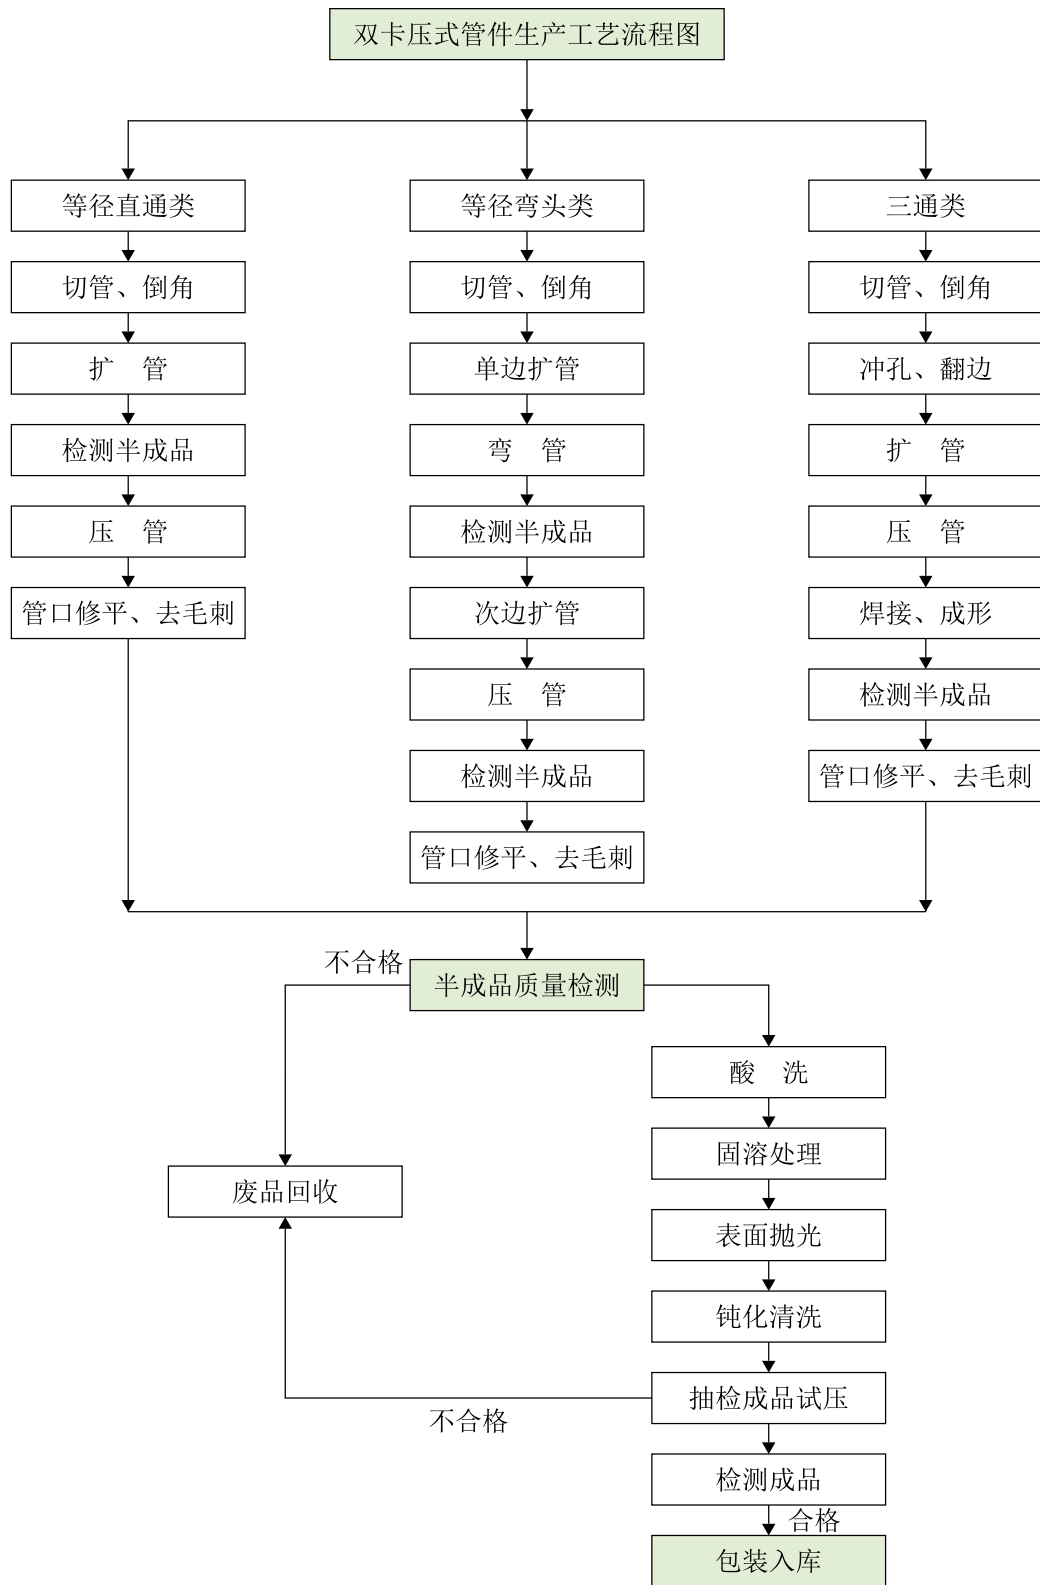 双卡压式管件生产工艺流程图
等径直通类
切管、倒角
扩 管
检测半成品
压 管
管口修平、去毛刺
等径弯头类
切管、倒角
单边扩管
弯 管
检测半成品
次边扩管
压 管
检测半成品
管口修平、去毛刺
三通类
切管、倒角
冲孔、翻边
扩 管
压 管
焊接、成形
检测半成品
管口修平、去毛刺
不合格
半成品质量检测
酸 洗
固溶处理
废品回收
表面抛光
钝化清洗
抽检成品试压
不合格
检测成品
合格
包装入库